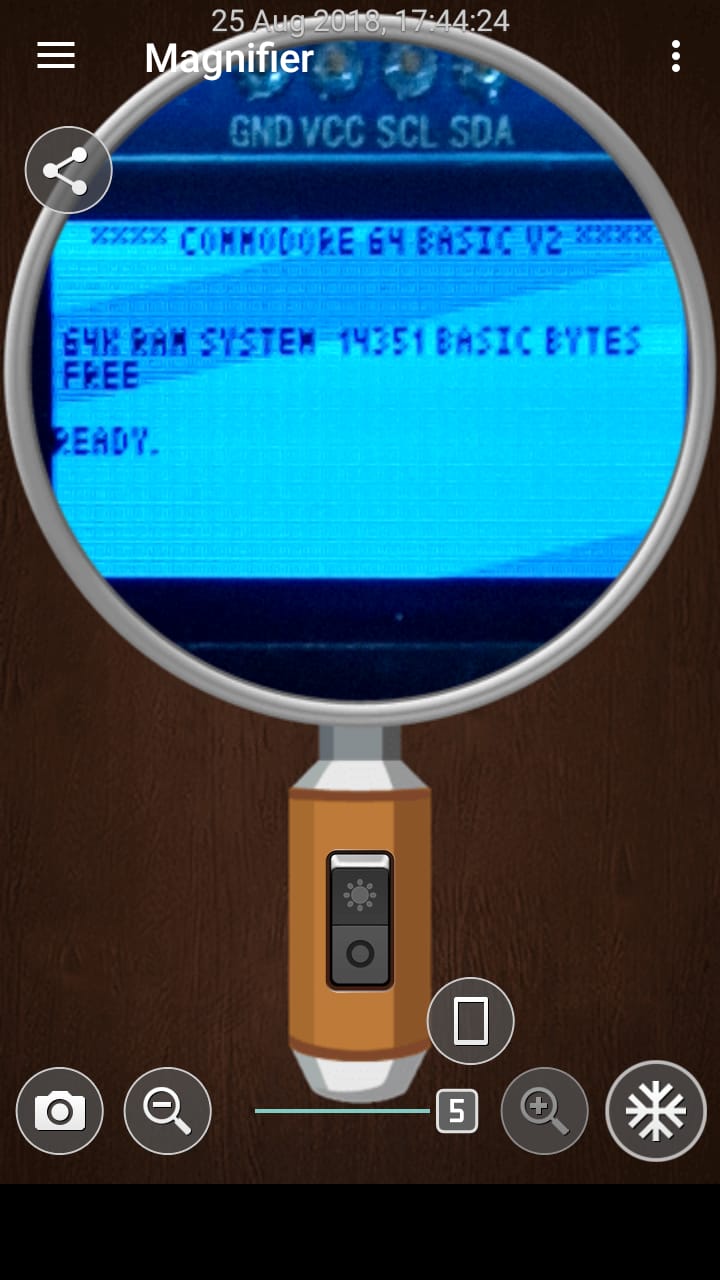 25 Aug 2018, 17:44:24
Magnifier
GND VCC SCL SDA
**** COMMODORE 64 BASIC V2 ****
64K RAM SYSTEM 14351 BASIC BYTES
FREE
READY.
5